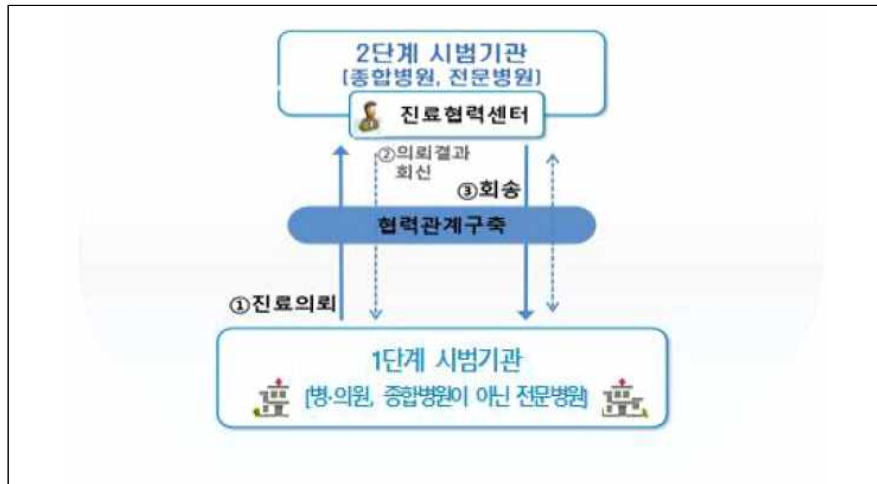 2단계 시범기관
[종합병원, 전문병원]
진료협력센터
②의뢰결과
회신
③회송
협력관계구축
①진료의뢰
1단계 시범기관
[병·의원, 종합병원이 아닌 전문병원]